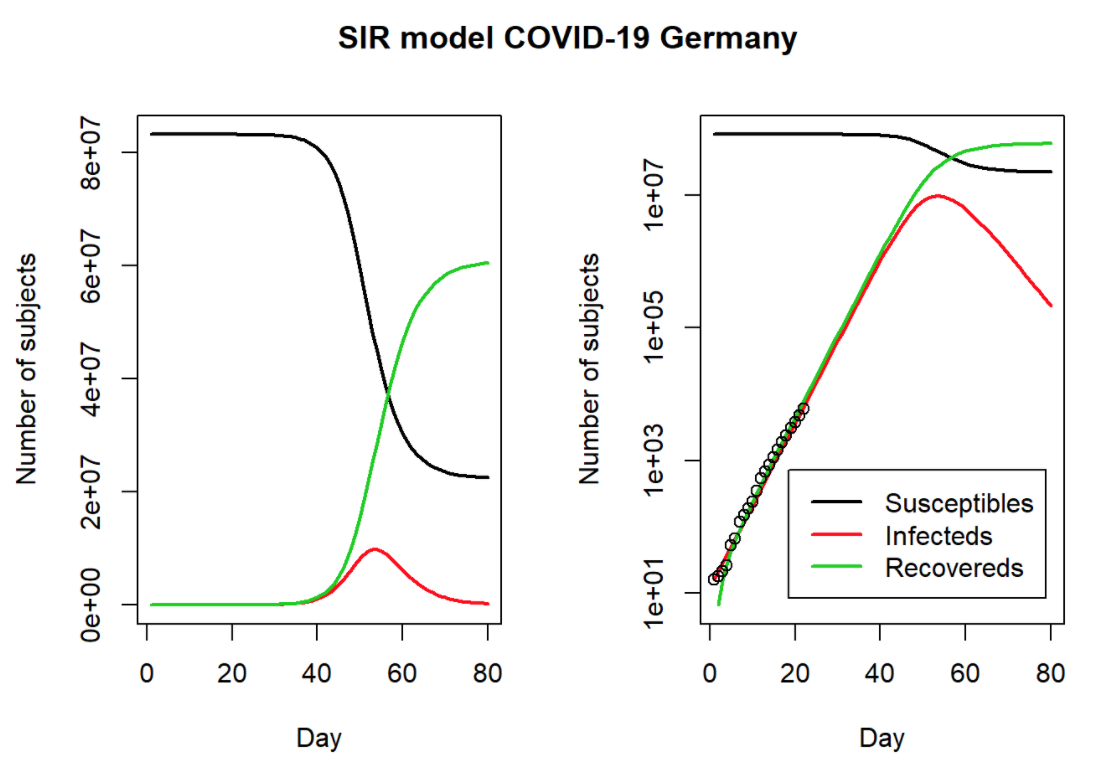 SIR model COVID-19 Germany
Number of subjects
0e+00 2e+07 4e+07 6e+07 8e+07
0 20 40 60 80
Day
Number of subjects
1e+01 1e+03 1e+05 1e+07
Susceptibles
Infecteds
Recovereds
0 20 40 60 80
Day